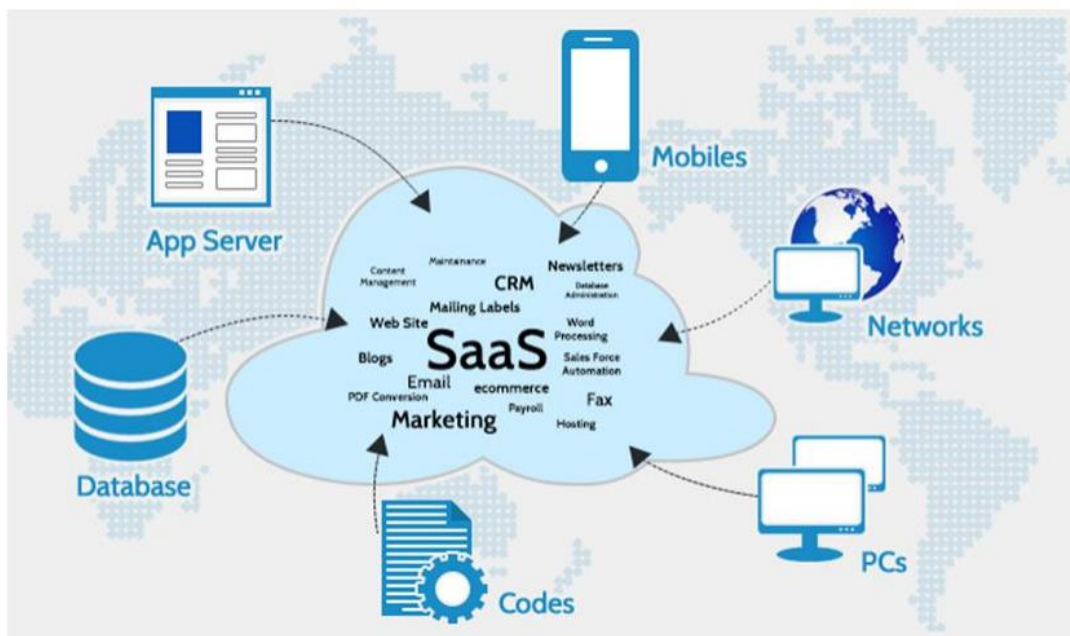 Mobiles
App Server
Networks
Database
PCs
Codes
Maintainance
Content
Management
CRM
Newsletters
Database
Administration
Mailing Labels
Web Site
Word
Processing
SaaS
Blogs
Sales Force
Automation
Email
ecommerce
PDF Conversion
Payroll
Fax
Marketing
Hosting